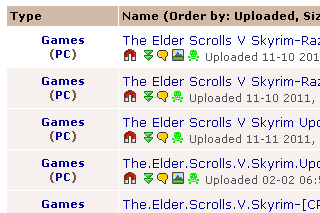 Type Name (Order by: Uploaded, Siz
Games The Elder Scrolls V Skyrim-Raz
(PC) Uploaded 11-10 201
Games The Elder Scrolls V Skyrim-Raz
(PC) Uploaded 11-10 2011,
Games The Elder Scrolls V Skyrim Upd
(PC) Uploaded 11-11 2011,
Games The.Elder.Scrolls.V.Skyrim.Upd
(PC) Uploaded 02-02 06:5
Games The.Elder.Scrolls.V.Skyrim-[CP